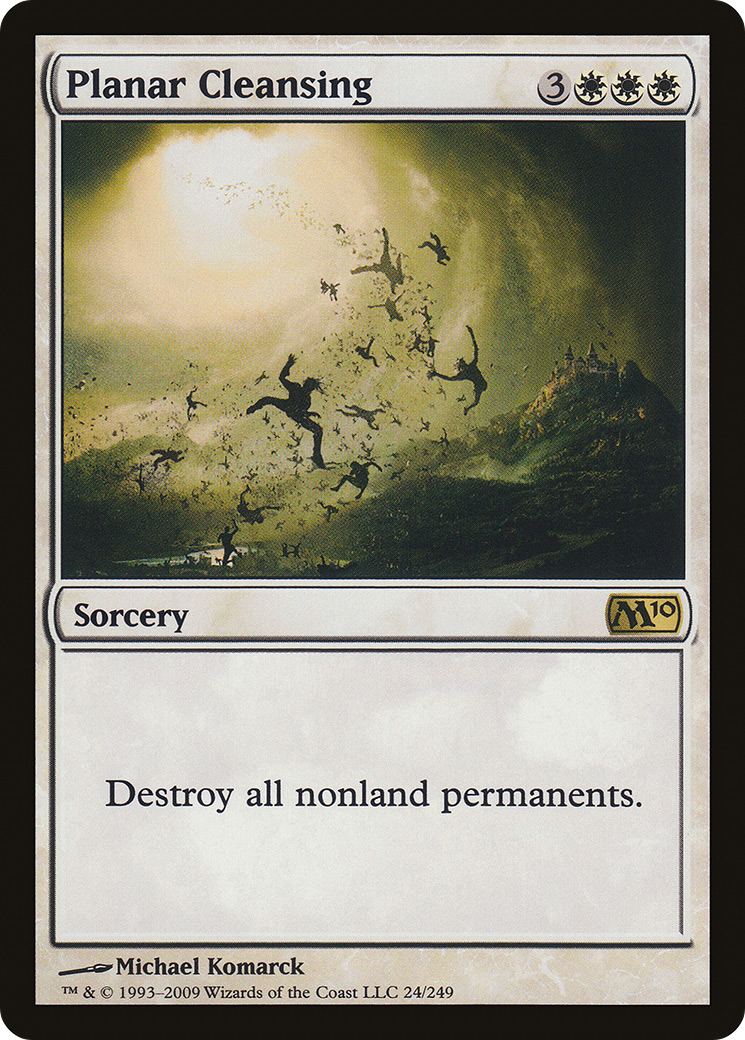 Planar Cleansing 3
Sorcery M10
Destroy all nonland permanents.
Michael Komarck
™ & © 1993–2009 Wizards of the Coast LLC 24/249